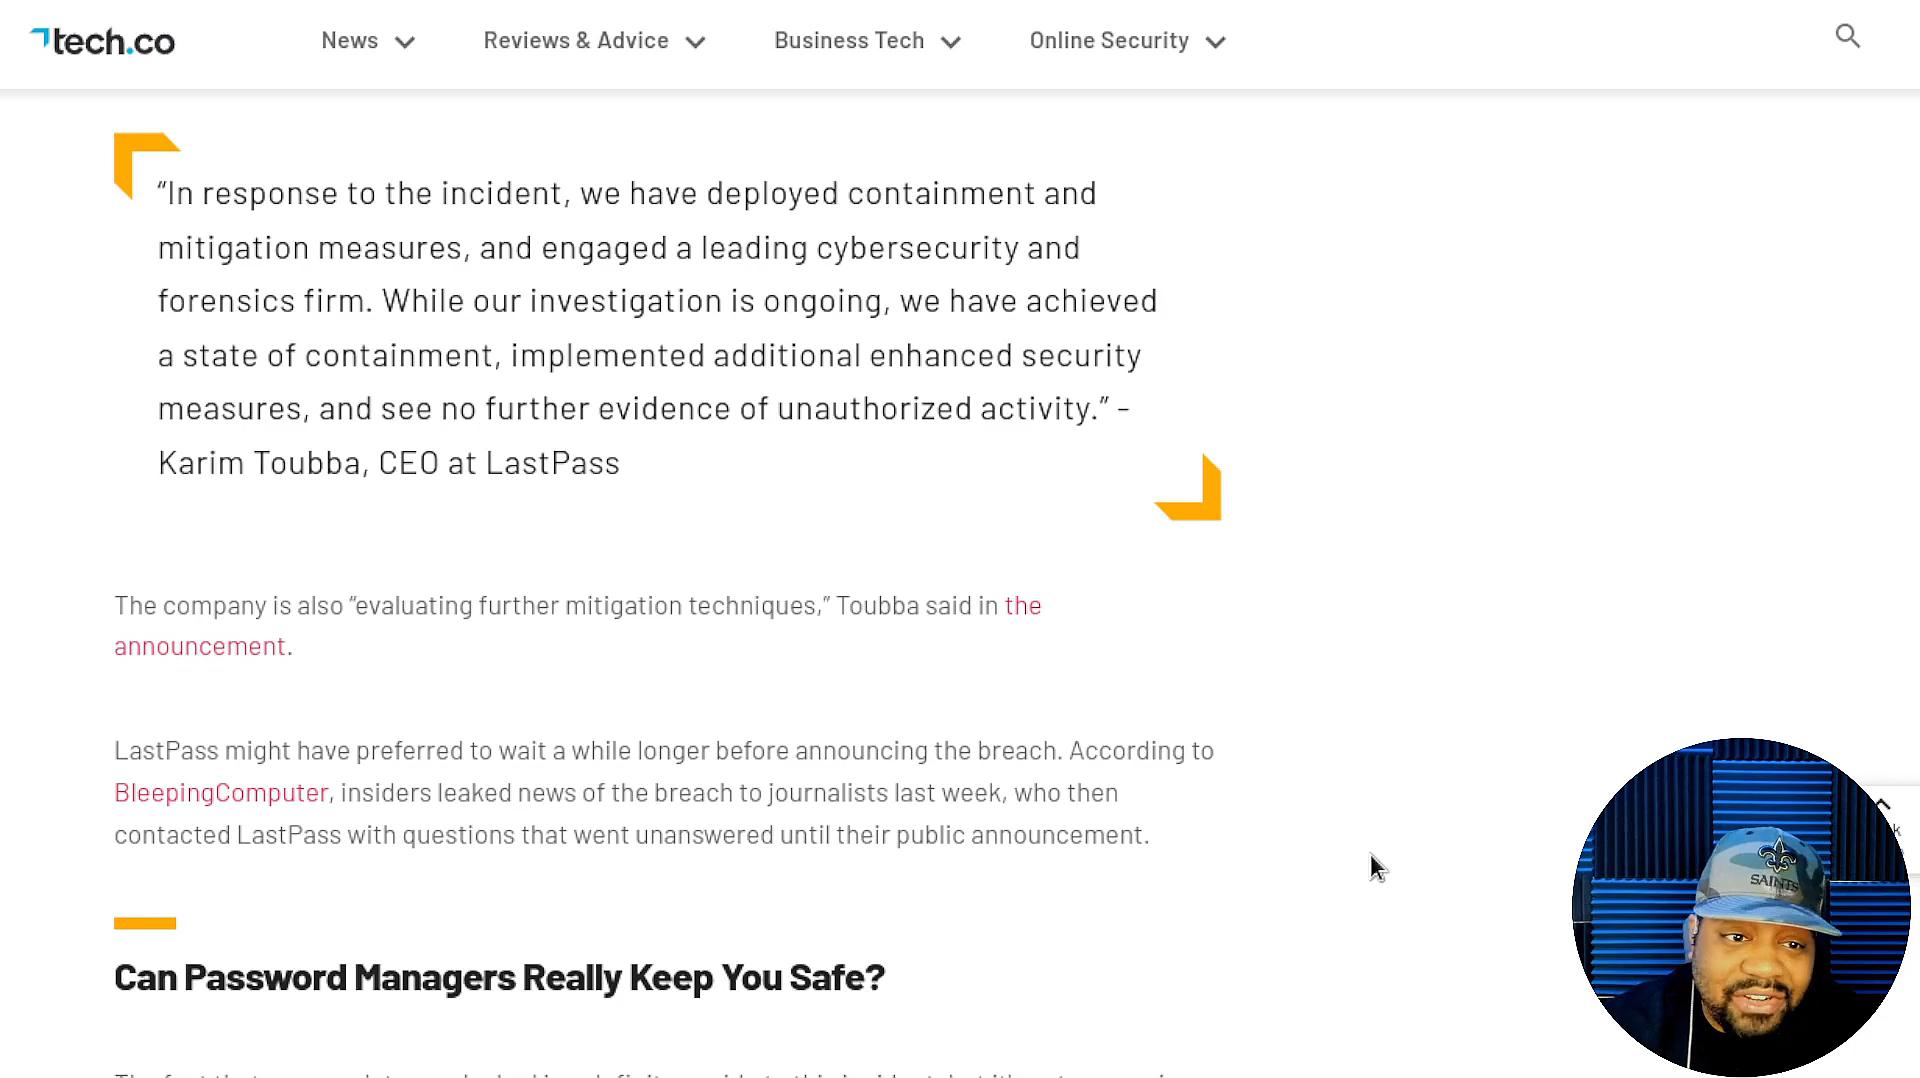 tech.co
News
Reviews & Advice
Business Tech
Online Security
“In response to the incident, we have deployed containment and
mitigation measures, and engaged a leading cybersecurity and
forensics firm. While our investigation is ongoing, we have achieved
a state of containment, implemented additional enhanced security
measures, and see no further evidence of unauthorized activity.” -
Karim Toubba, CEO at LastPass
The company is also “evaluating further mitigation techniques,” Toubba said in the
announcement.
LastPass might have preferred to wait a while longer before announcing the breach. According to
BleepingComputer, insiders leaked news of the breach to journalists last week, who then
contacted LastPass with questions that went unanswered until their public announcement.
SAINTS
Can Password Managers Really Keep You Safe?